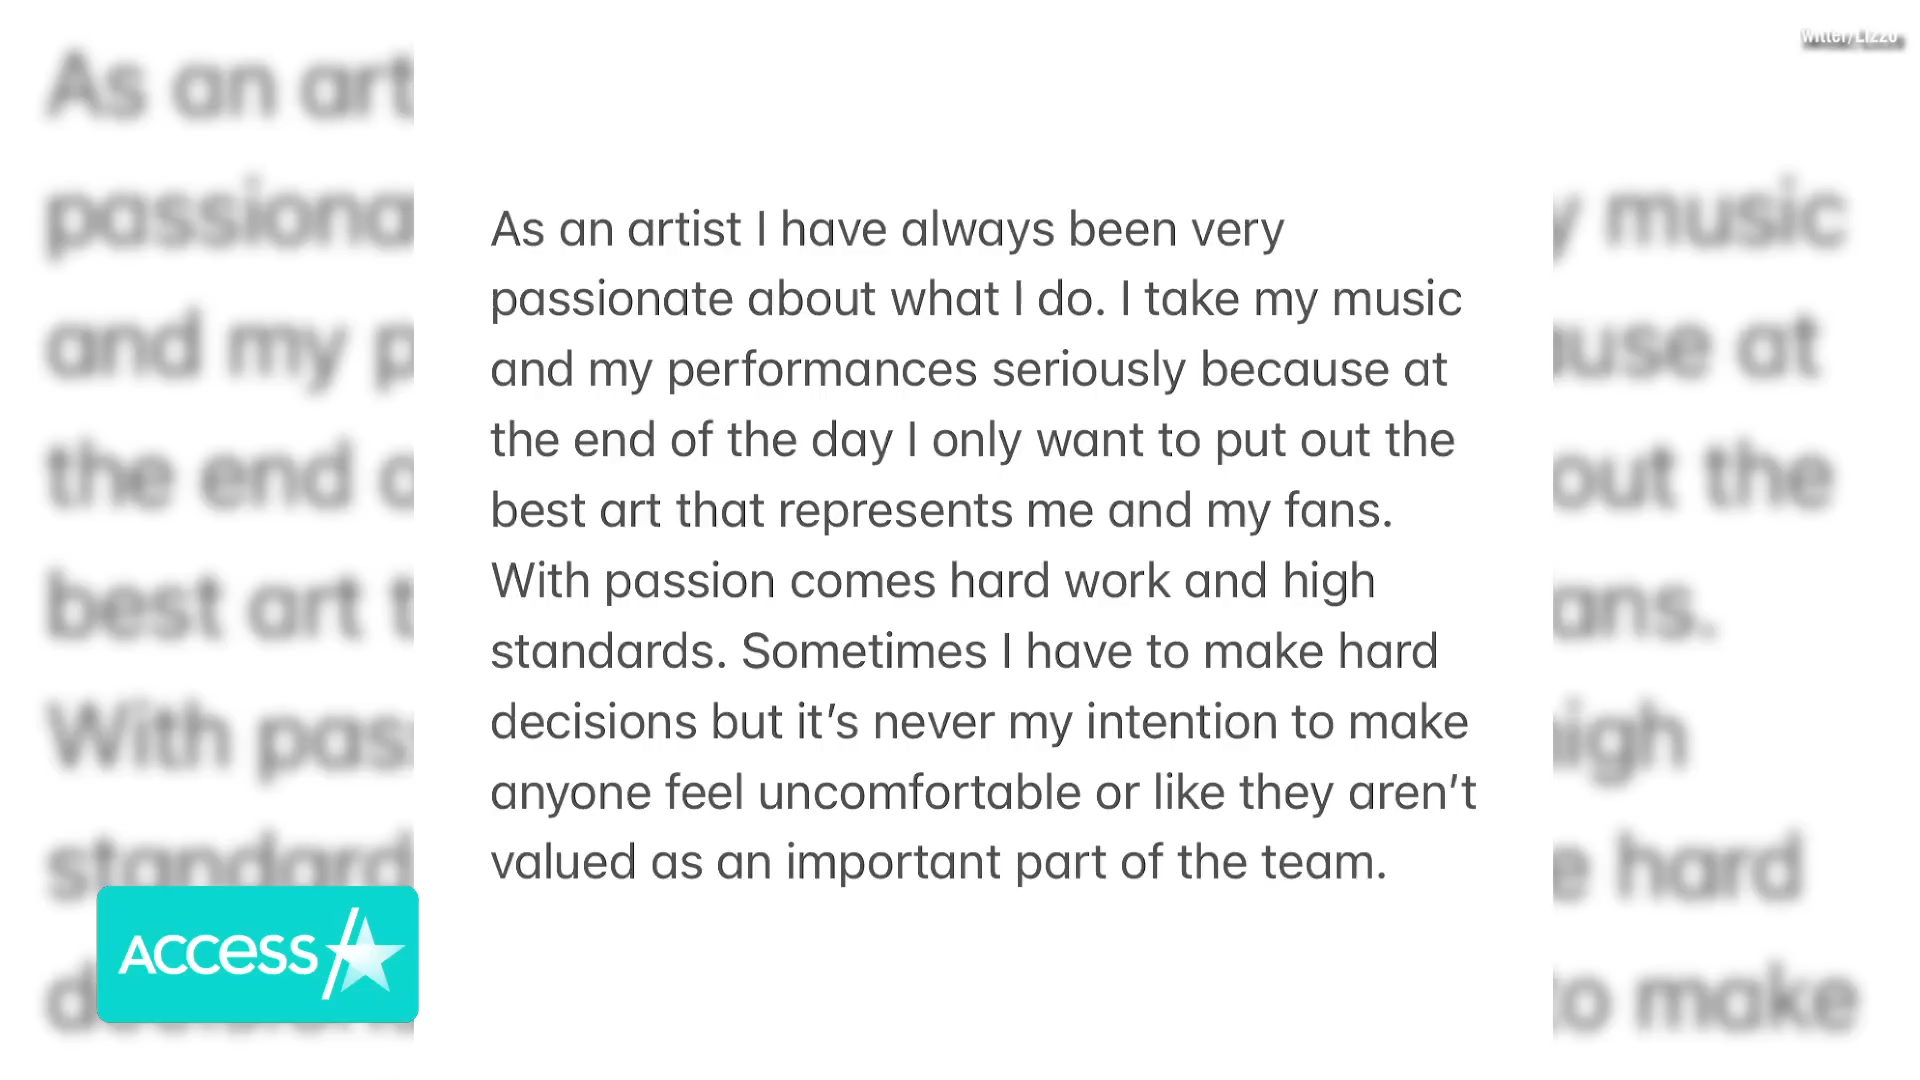 Twitter/Lizzo
As an artist I have always been very
passionate about what I do. I take my music
and my performances seriously because at
the end of the day I only want to put out the
best art that represents me and my fans.
With passion comes hard work and high
standards. Sometimes I have to make hard
decisions but it’s never my intention to make
anyone feel uncomfortable or like they aren’t
valued as an important part of the team.
ACCESS